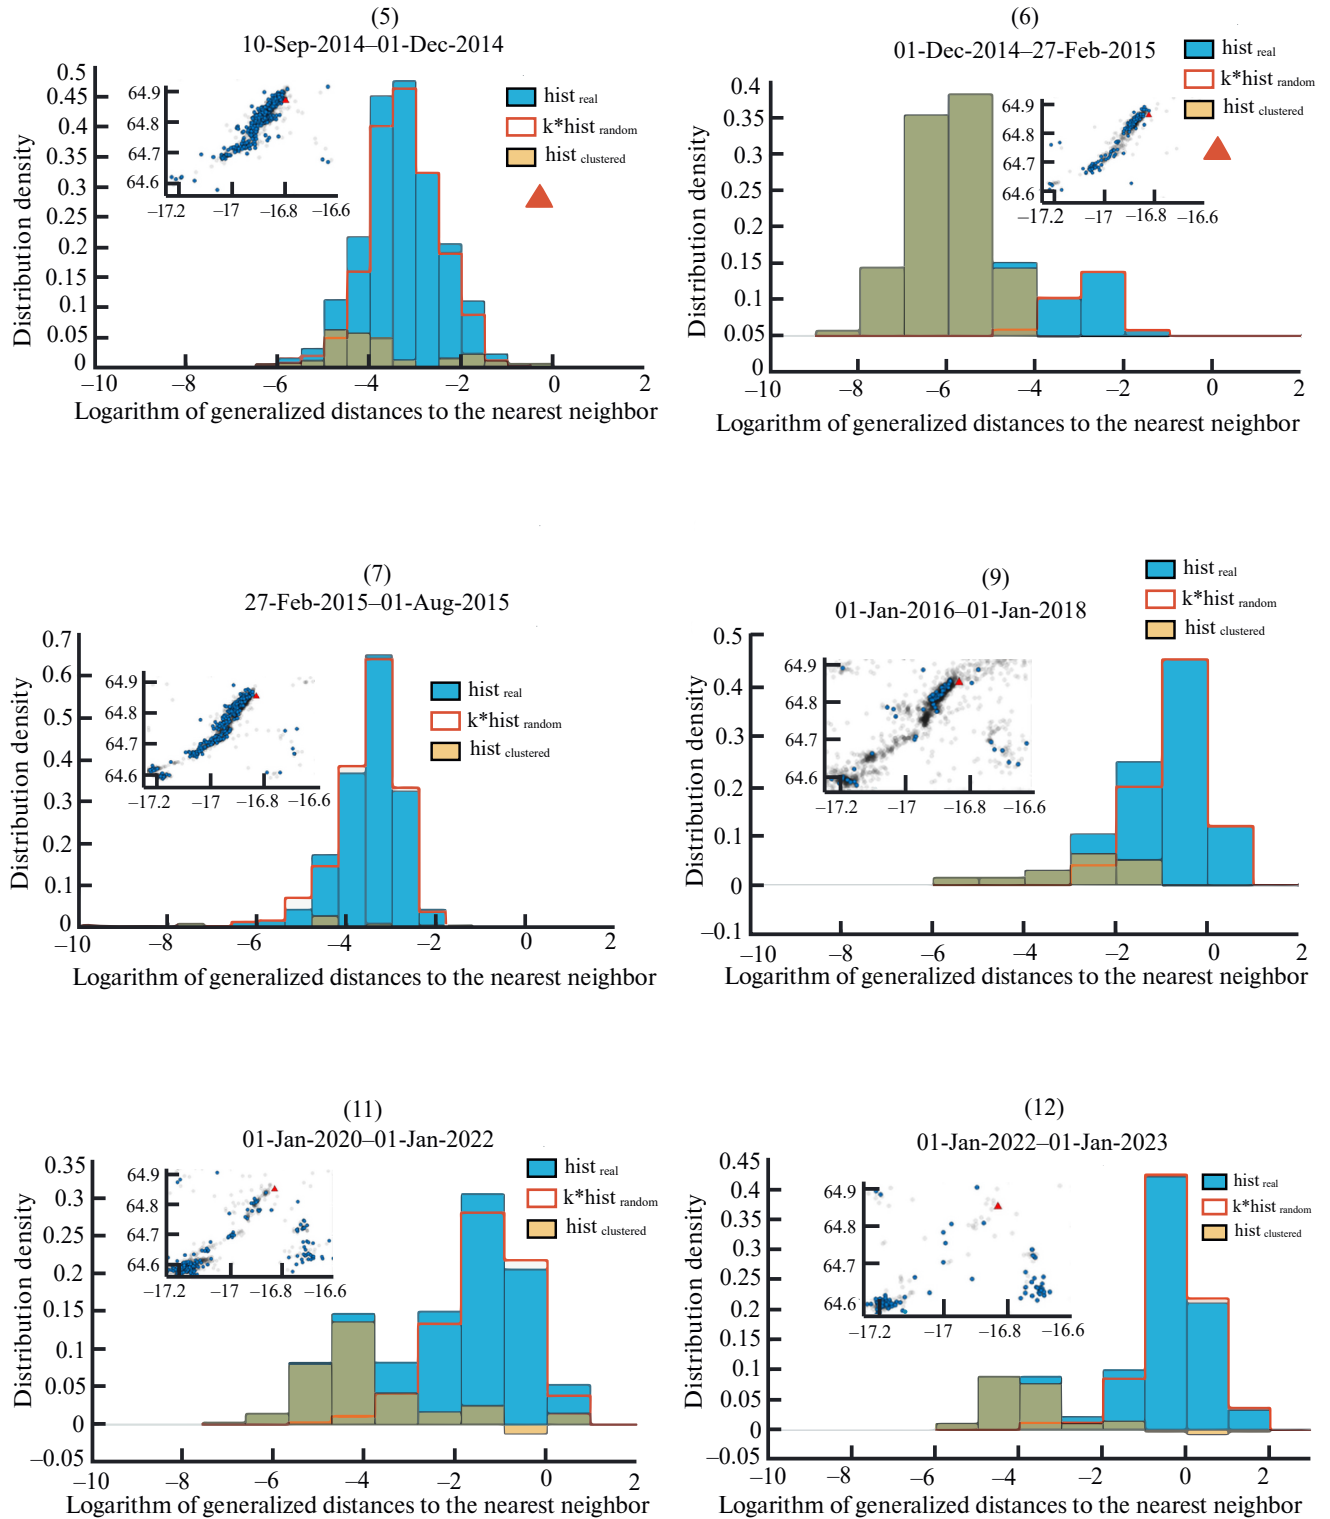 (5)
10-Sep-2014–01-Dec-2014
0.5
0.45
0.4
0.35
0.3
0.25
0.2
0.15
0.1
0.05
0
Distribution density
64.9
64.8
64.7
64.6
–17.2 –17 –16.8 –16.6
hist real
k*hist random
hist clustered
–10 –8 –6 –4 –2 0 2
Logarithm of generalized distances to the nearest neighbor
(6)
01-Dec-2014–27-Feb-2015
0.4
0.35
0.3
0.25
0.2
0.15
0.1
0.05
0
Distribution density
64.9
64.8
64.7
64.6
–17.2 –17 –16.8 –16.6
hist real
k*hist random
hist clustered
–10 –8 –6 –4 –2 0 2
Logarithm of generalized distances to the nearest neighbor
(7)
27-Feb-2015–01-Aug-2015
0.7
0.6
0.5
0.4
0.3
0.2
0.1
0
Distribution density
64.9
64.8
64.7
64.6
–17.2 –17 –16.8 –16.6
hist real
k*hist random
hist clustered
–10 –8 –6 –4 –2 0 2
Logarithm of generalized distances to the nearest neighbor
(9)
01-Jan-2016–01-Jan-2018
0.5
0.4
0.3
0.2
0.1
0
–0.1
Distribution density
64.9
64.8
64.7
64.6
–17.2 –17 –16.8 –16.6
hist real
k*hist random
hist clustered
–10 –8 –6 –4 –2 0 2
Logarithm of generalized distances to the nearest neighbor
(11)
01-Jan-2020–01-Jan-2022
0.35
0.3
0.25
0.2
0.15
0.1
0.05
0
–0.05
Distribution density
64.9
64.8
64.7
64.6
–17.2 –17 –16.8 –16.6
hist real
k*hist random
hist clustered
–10 –8 –6 –4 –2 0 2
Logarithm of generalized distances to the nearest neighbor
(12)
01-Jan-2022–01-Jan-2023
0.45
0.4
0.35
0.3
0.25
0.2
0.15
0.1
0.05
0
–0.05
Distribution density
64.9
64.8
64.7
64.6
–17.2 –17 –16.8 –16.6
hist real
k*hist random
hist clustered
–10 –8 –6 –4 –2 0 2
Logarithm of generalized distances to the nearest neighbor